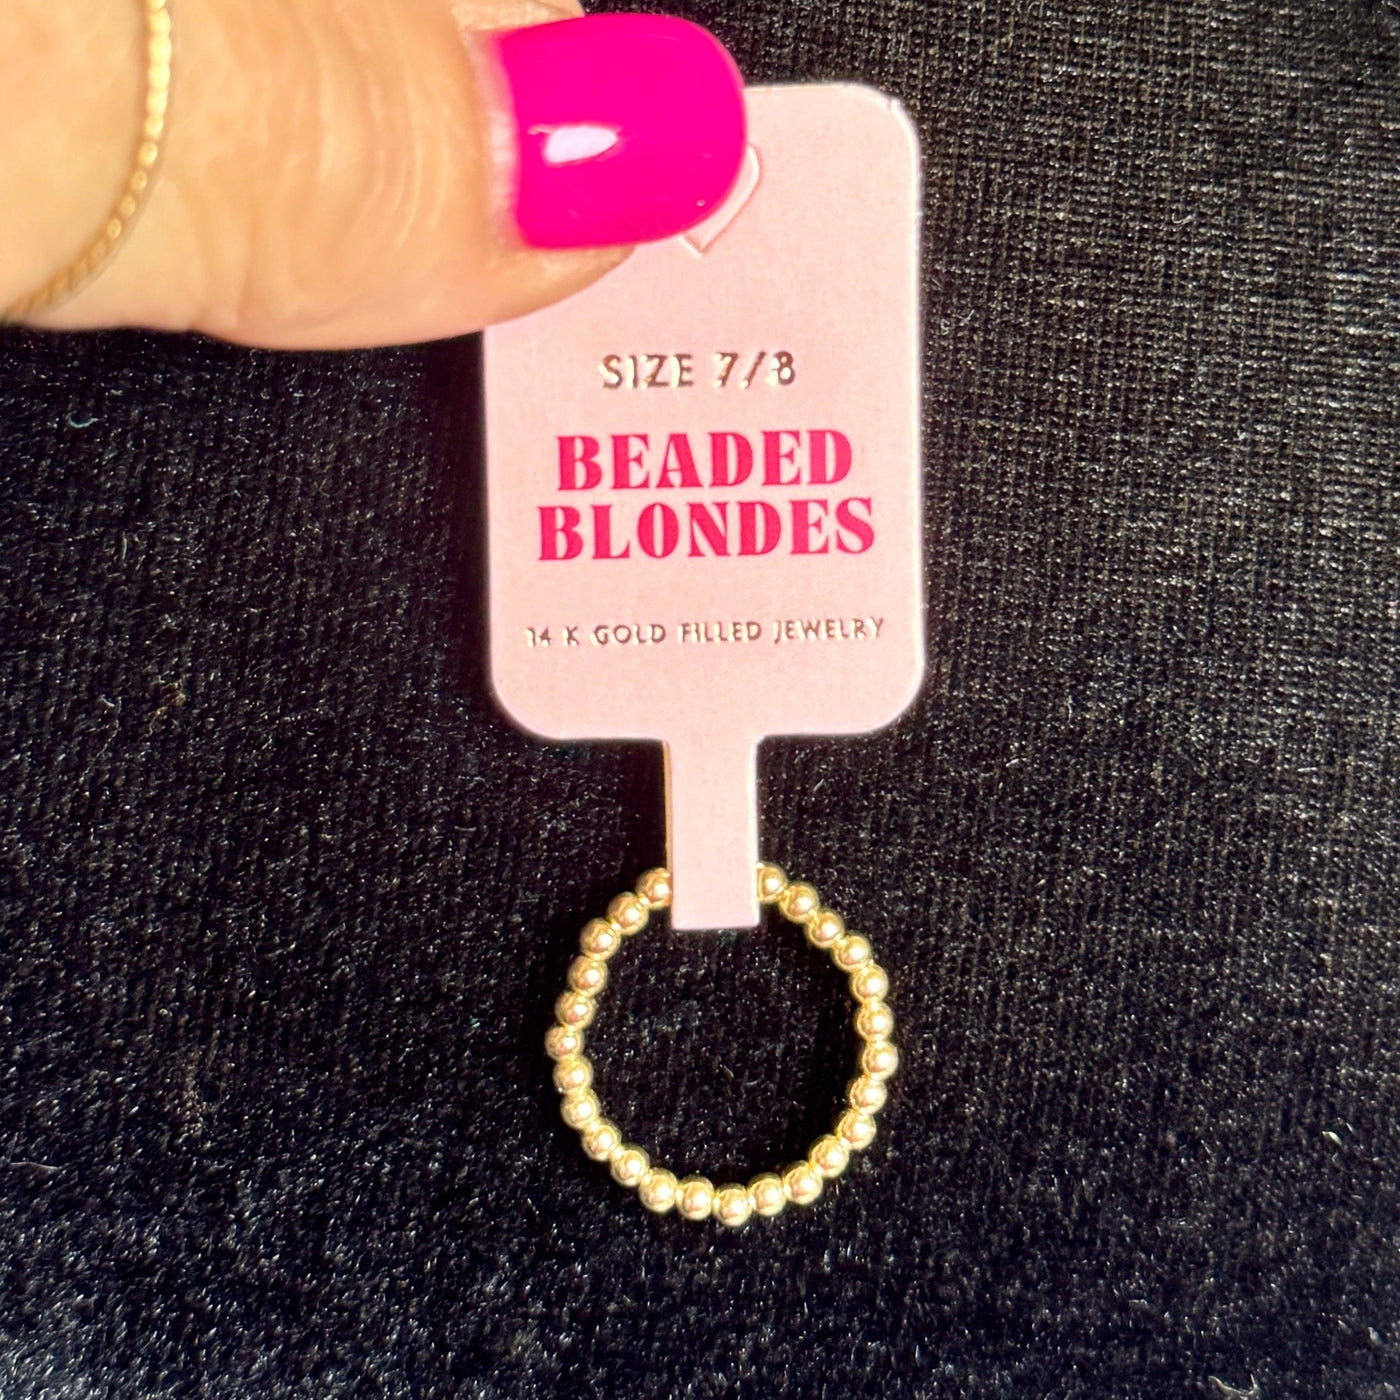 SIZE 7/8
BEADED
BLONDES
14 K GOLD FILLED JEWELRY